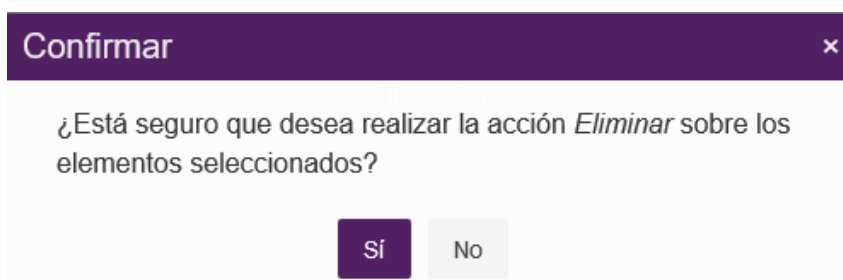 Confirmar ×
¿Está seguro que desea realizar la acción Eliminar sobre los
elementos seleccionados?
Sí No